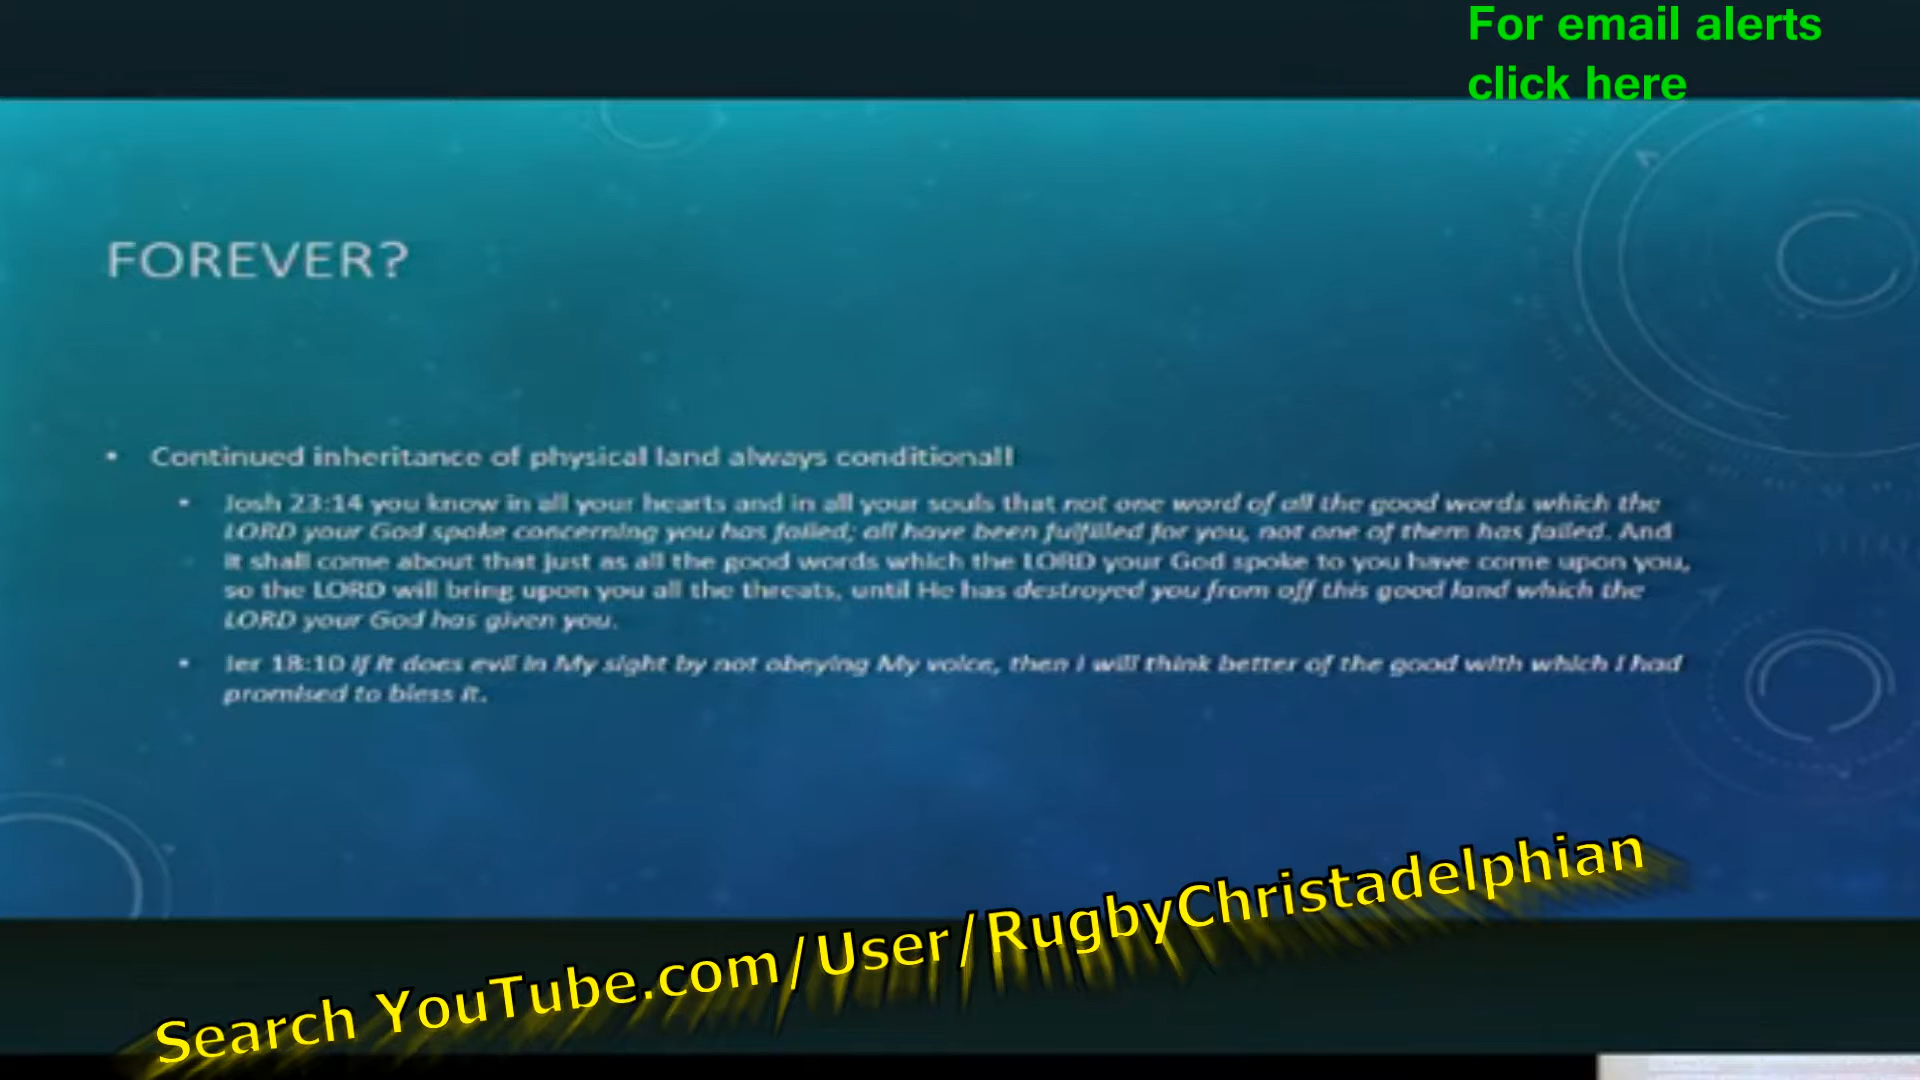 For email alerts
click here
FOREVER?
• Continued inheritance of physical land always conditional!
• Josh 23:14 you know in all your hearts and in all your souls that not one word of all the good words which the
LORD your God spoke concerning you has failed; all have been fulfilled for you, not one of them has failed. And
it shall come about that just as all the good words which the LORD your God spoke to you have come upon you,
so the LORD will bring upon you all the threats, until He has destroyed you from off this good land which the
LORD your God has given you.
• Jer 18:10 if it does evil in My sight by not obeying My voice, then I will think better of the good with which I had
promised to bless it.
Search YouTube.com/User/RugbyChristadelphian